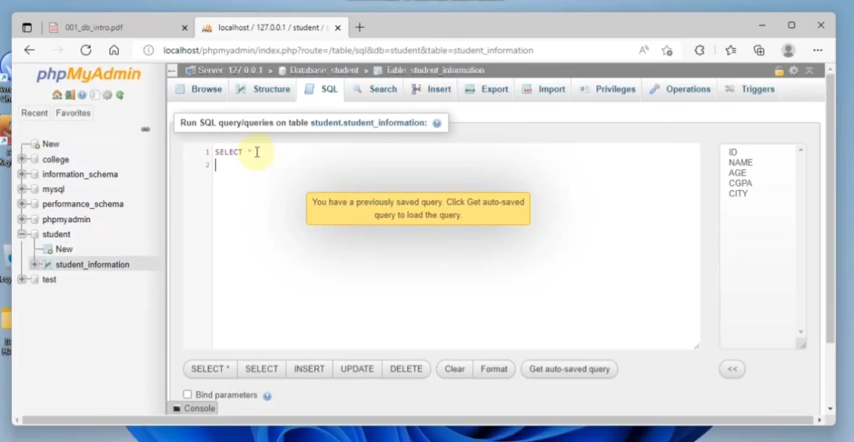 001_db_intro.pdf
localhost / 127.0.0.1 / student / s
localhost/phpmyadmin/index.php?route=/table/sql&db=student&table=student_information
phpMyAdmin
Recent Favorites
New
college
information_schema
mysql
performance_schema
phpmyadmin
student
New
student_information
test
Server: 127.0.0.1 » Database: student » Table: student_information
Browse Structure SQL Search Insert Export Import Privileges Operations Triggers
Run SQL query/queries on table student.student_information:
1 SELECT *
2
You have a previously saved query. Click Get auto-saved
query to load the query.
ID
NAME
AGE
CGPA
CITY
SELECT * SELECT INSERT UPDATE DELETE Clear Format Get auto-saved query <<
Bind parameters
Console